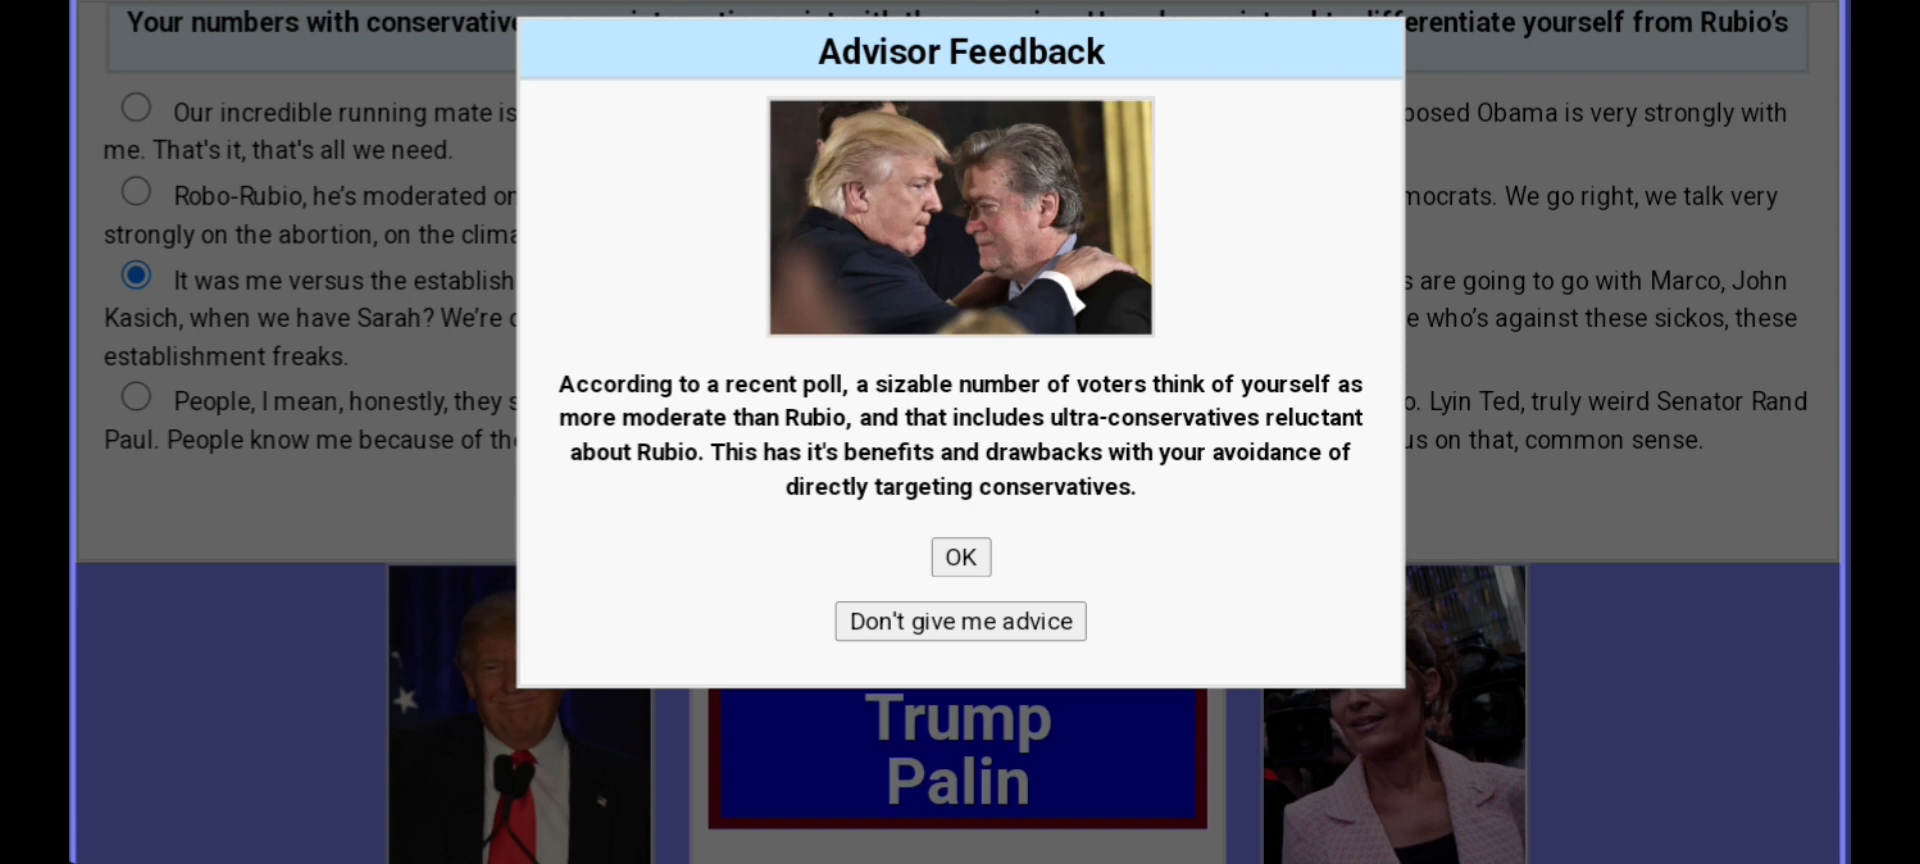 Your numbers with conservative
differentiate yourself from Rubio’s
Advisor Feedback
Our incredible running mate is
posed Obama is very strongly with
me. That's it, that's all we need.
Robo-Rubio, he’s moderated on
mocrats. We go right, we talk very
strongly on the abortion, on the clima
It was me versus the establish
s are going to go with Marco, John
Kasich, when we have Sarah? We’re
e who’s against these sickos, these
establishment freaks.
People, I mean, honestly, they s
o. Lyin Ted, truly weird Senator Rand
Paul. People know me because of the
us on that, common sense.
According to a recent poll, a sizable number of voters think of yourself as
more moderate than Rubio, and that includes ultra-conservatives reluctant
about Rubio. This has it's benefits and drawbacks with your avoidance of
directly targeting conservatives.
OK
Don't give me advice
Trump
Palin